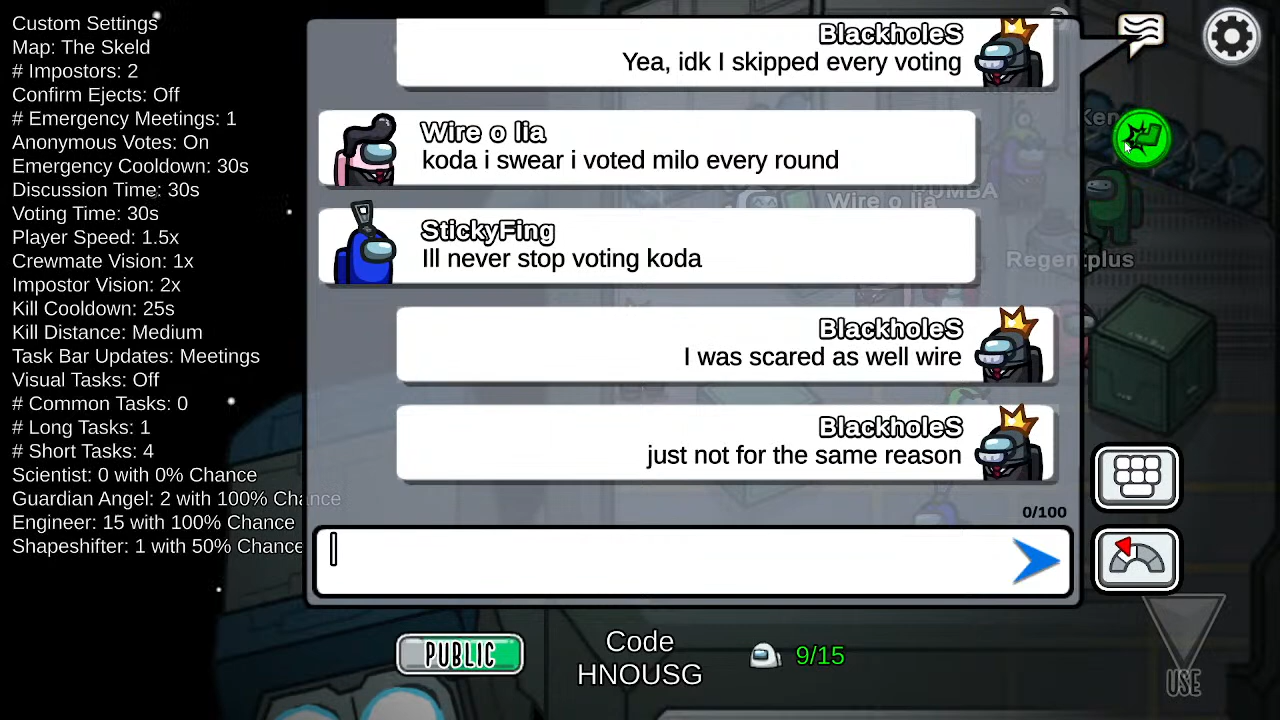 Custom Settings
Map: The Skeld
# Impostors: 2
Confirm Ejects: Off
# Emergency Meetings: 1
Anonymous Votes: On
Emergency Cooldown: 30s
Discussion Time: 30s
Voting Time: 30s
Player Speed: 1.5x
Crewmate Vision: 1x
Impostor Vision: 2x
Kill Cooldown: 25s
Kill Distance: Medium
Task Bar Updates: Meetings
Visual Tasks: Off
# Common Tasks: 0
# Long Tasks: 1
# Short Tasks: 4
Scientist: 0 with 0% Chance
Guardian Angel: 2 with 100% Chance
Engineer: 15 with 100% Chance
Shapeshifter: 1 with 50% Chance
BlackholeS
Yea, idk I skipped every voting
Wire o lia
koda i swear i voted milo every round
StickyFing
Ill never stop voting koda
BlackholeS
I was scared as well wire
BlackholeS
just not for the same reason
0/100
Ken
Wire o lia
Regentplus
PUBLIC
Code
HNOUSG
9/15
USE